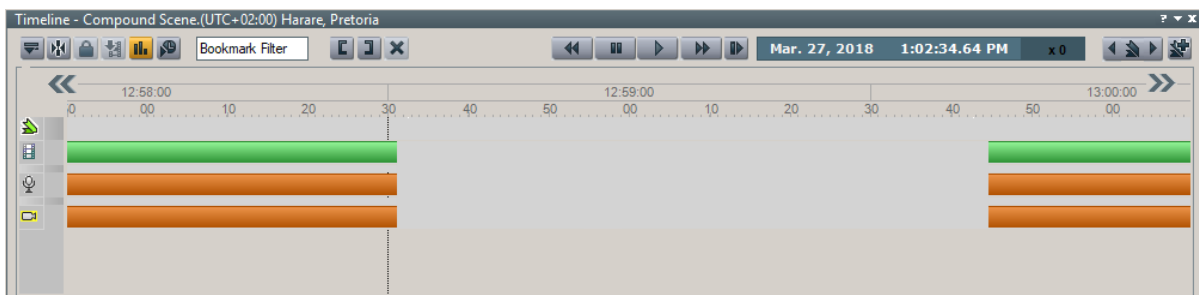 Timeline - Compound Scene.(UTC+02:00) Harare, Pretoria
Bookmark Filter
Mar. 27, 2018 1:02:34.64 PM x 0
12:58:00 12:59:00 13:00:00
0 00 10 20 30 40 50 00 10 20 30 40 50 00